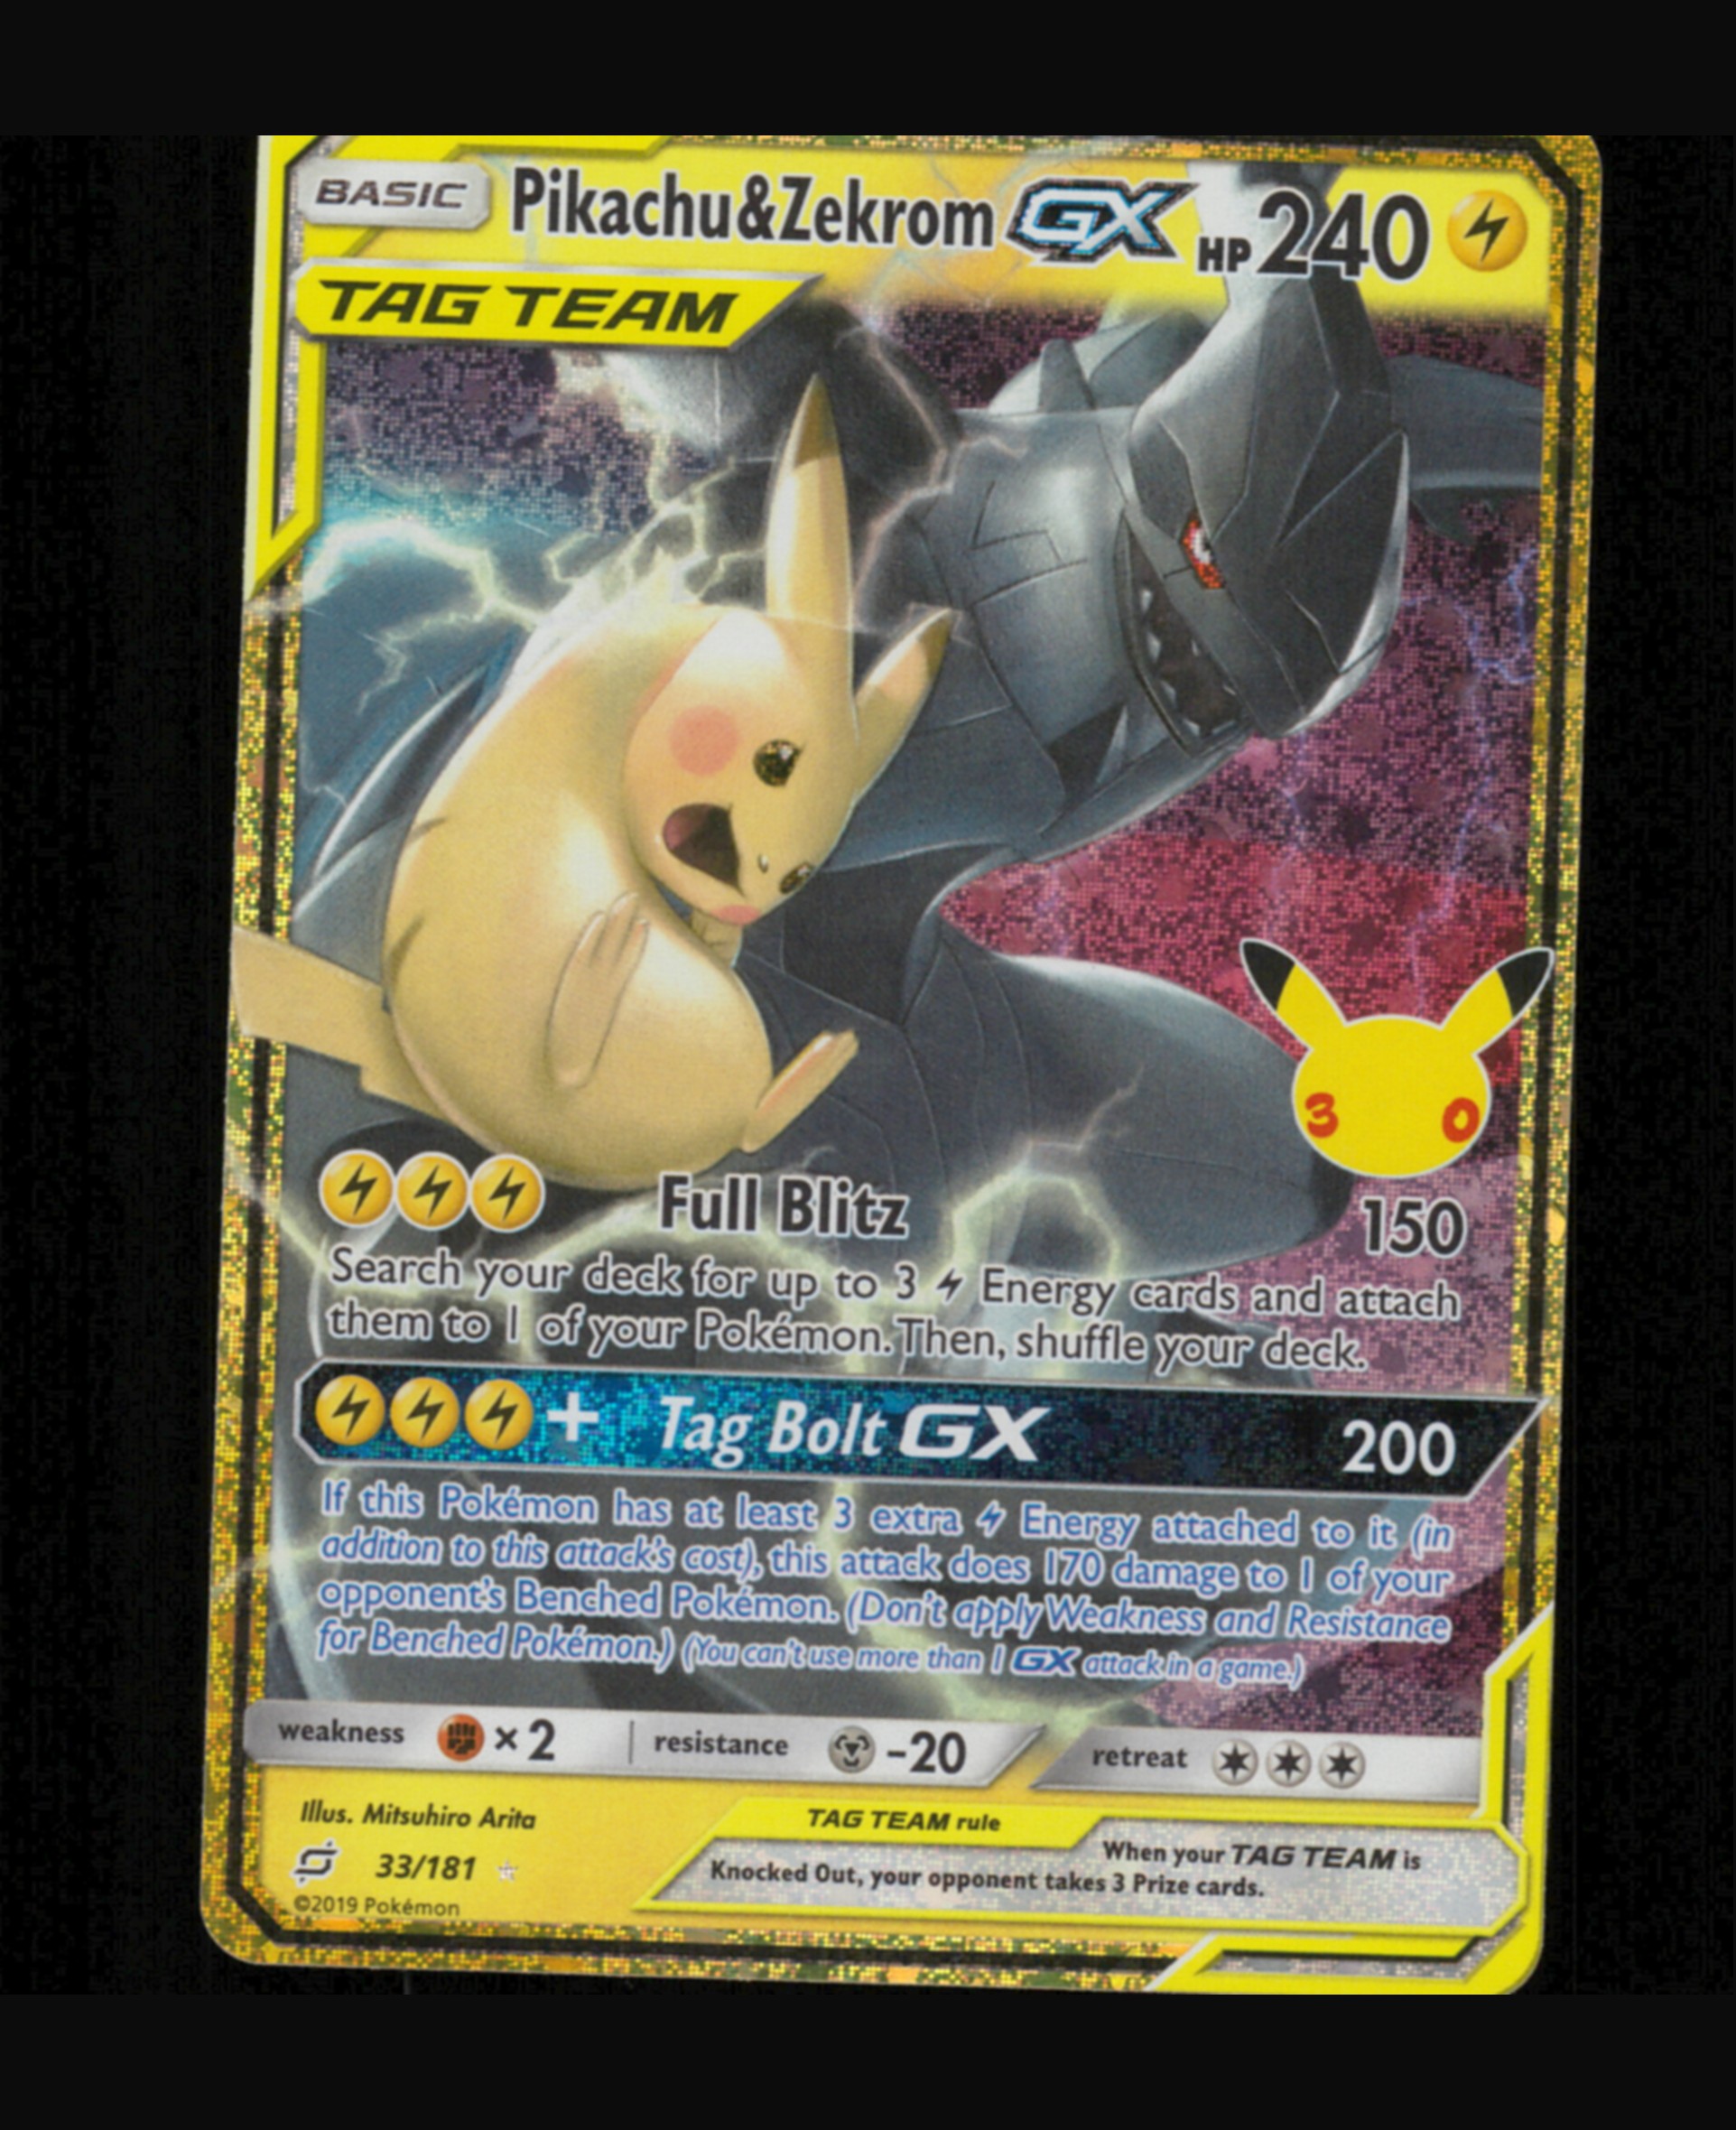 BASIC Pikachu&Zekrom GX HP 240
TAG TEAM
3 0
Full Blitz 150
Search your deck for up to 3 Energy cards and attach
them to 1 of your Pokémon. Then, shuffle your deck.
+ Tag Bolt GX 200
If this Pokémon has at least 3 extra Energy attached to it (in
addition to this attack's cost), this attack does 170 damage to 1 of your
opponent's Benched Pokémon. (Don't apply Weakness and Resistance
for Benched Pokémon.) (You can't use more than 1 GX attack in a game.)
weakness ×2 resistance -20 retreat
Illus. Mitsuhiro Arita
33/181
©2019 Pokémon
TAG TEAM rule
When your TAG TEAM is
Knocked Out, your opponent takes 3 Prize cards.